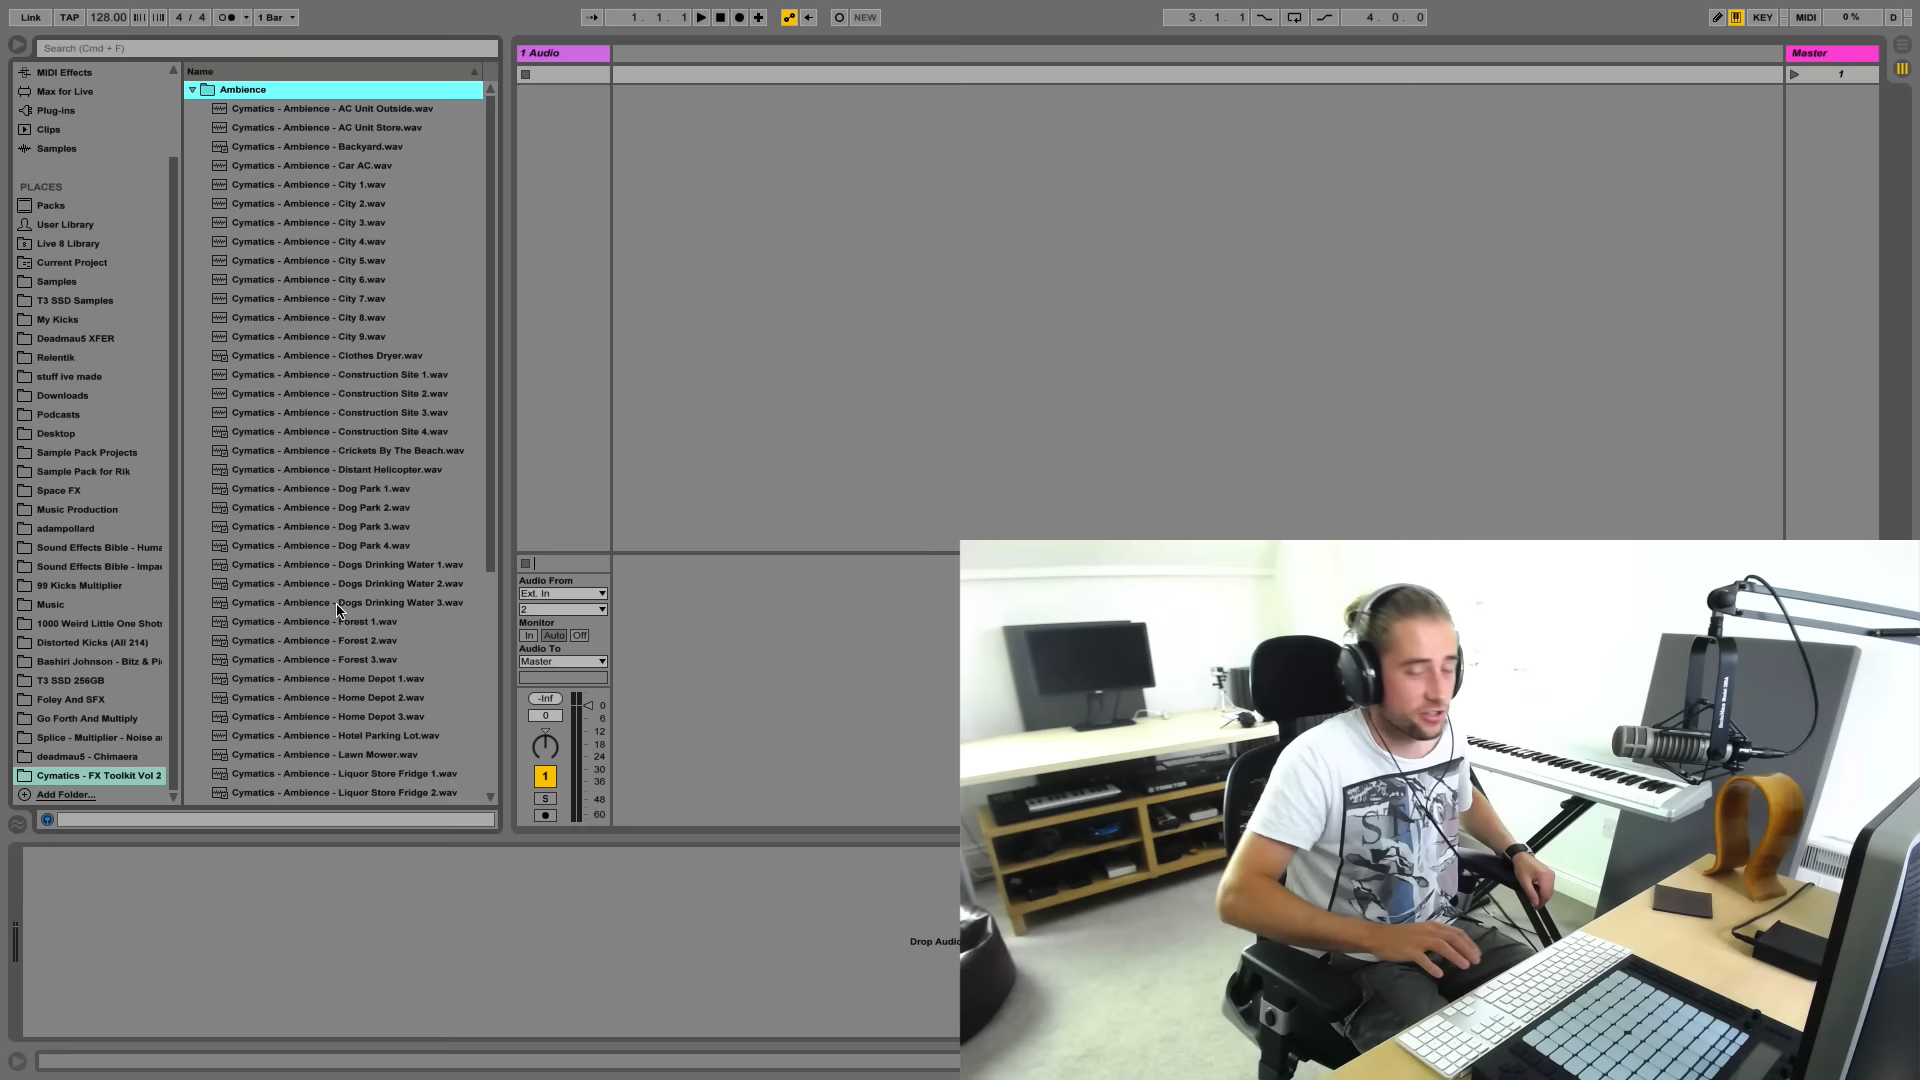 Link TAP 128.00 4 / 4 1 Bar 1. 1. 1 NEW 3. 1. 1 4. 0. 0 KEY MIDI 0 % D
Search (Cmd + F)
MIDI Effects
Max for Live
Plug-ins
Clips
Samples
PLACES
Packs
User Library
Live 8 Library
Current Project
Samples
T3 SSD Samples
My Kicks
Deadmau5 XFER
Relentik
stuff ive made
Downloads
Podcasts
Desktop
Sample Pack Projects
Sample Pack for Rik
Space FX
Music Production
adampollard
Sound Effects Bible - Huma
Sound Effects Bible - Impa
99 Kicks Multiplier
Music
1000 Weird Little One Shots
Distorted Kicks (All 214)
Bashiri Johnson - Bitz & Pi
T3 SSD 256GB
Foley And SFX
Go Forth And Multiply
Splice - Multiplier - Noise a
deadmau5 - Chimaera
Cymatics - FX Toolkit Vol 2
Add Folder...
Name
Ambience
Cymatics - Ambience - AC Unit Outside.wav
Cymatics - Ambience - AC Unit Store.wav
Cymatics - Ambience - Backyard.wav
Cymatics - Ambience - Car AC.wav
Cymatics - Ambience - City 1.wav
Cymatics - Ambience - City 2.wav
Cymatics - Ambience - City 3.wav
Cymatics - Ambience - City 4.wav
Cymatics - Ambience - City 5.wav
Cymatics - Ambience - City 6.wav
Cymatics - Ambience - City 7.wav
Cymatics - Ambience - City 8.wav
Cymatics - Ambience - City 9.wav
Cymatics - Ambience - Clothes Dryer.wav
Cymatics - Ambience - Construction Site 1.wav
Cymatics - Ambience - Construction Site 2.wav
Cymatics - Ambience - Construction Site 3.wav
Cymatics - Ambience - Construction Site 4.wav
Cymatics - Ambience - Crickets By The Beach.wav
Cymatics - Ambience - Distant Helicopter.wav
Cymatics - Ambience - Dog Park 1.wav
Cymatics - Ambience - Dog Park 2.wav
Cymatics - Ambience - Dog Park 3.wav
Cymatics - Ambience - Dog Park 4.wav
Cymatics - Ambience - Dogs Drinking Water 1.wav
Cymatics - Ambience - Dogs Drinking Water 2.wav
Cymatics - Ambience - Dogs Drinking Water 3.wav
Cymatics - Ambience - Forest 1.wav
Cymatics - Ambience - Forest 2.wav
Cymatics - Ambience - Forest 3.wav
Cymatics - Ambience - Home Depot 1.wav
Cymatics - Ambience - Home Depot 2.wav
Cymatics - Ambience - Home Depot 3.wav
Cymatics - Ambience - Hotel Parking Lot.wav
Cymatics - Ambience - Lawn Mower.wav
Cymatics - Ambience - Liquor Store Fridge 1.wav
Cymatics - Ambience - Liquor Store Fridge 2.wav
1 Audio
Master
1
Audio From
Ext. In
2
Monitor
In Auto Off
Audio To
Master
-Inf
0
1
S
0
6
12
18
24
30
36
48
60
Drop Audio